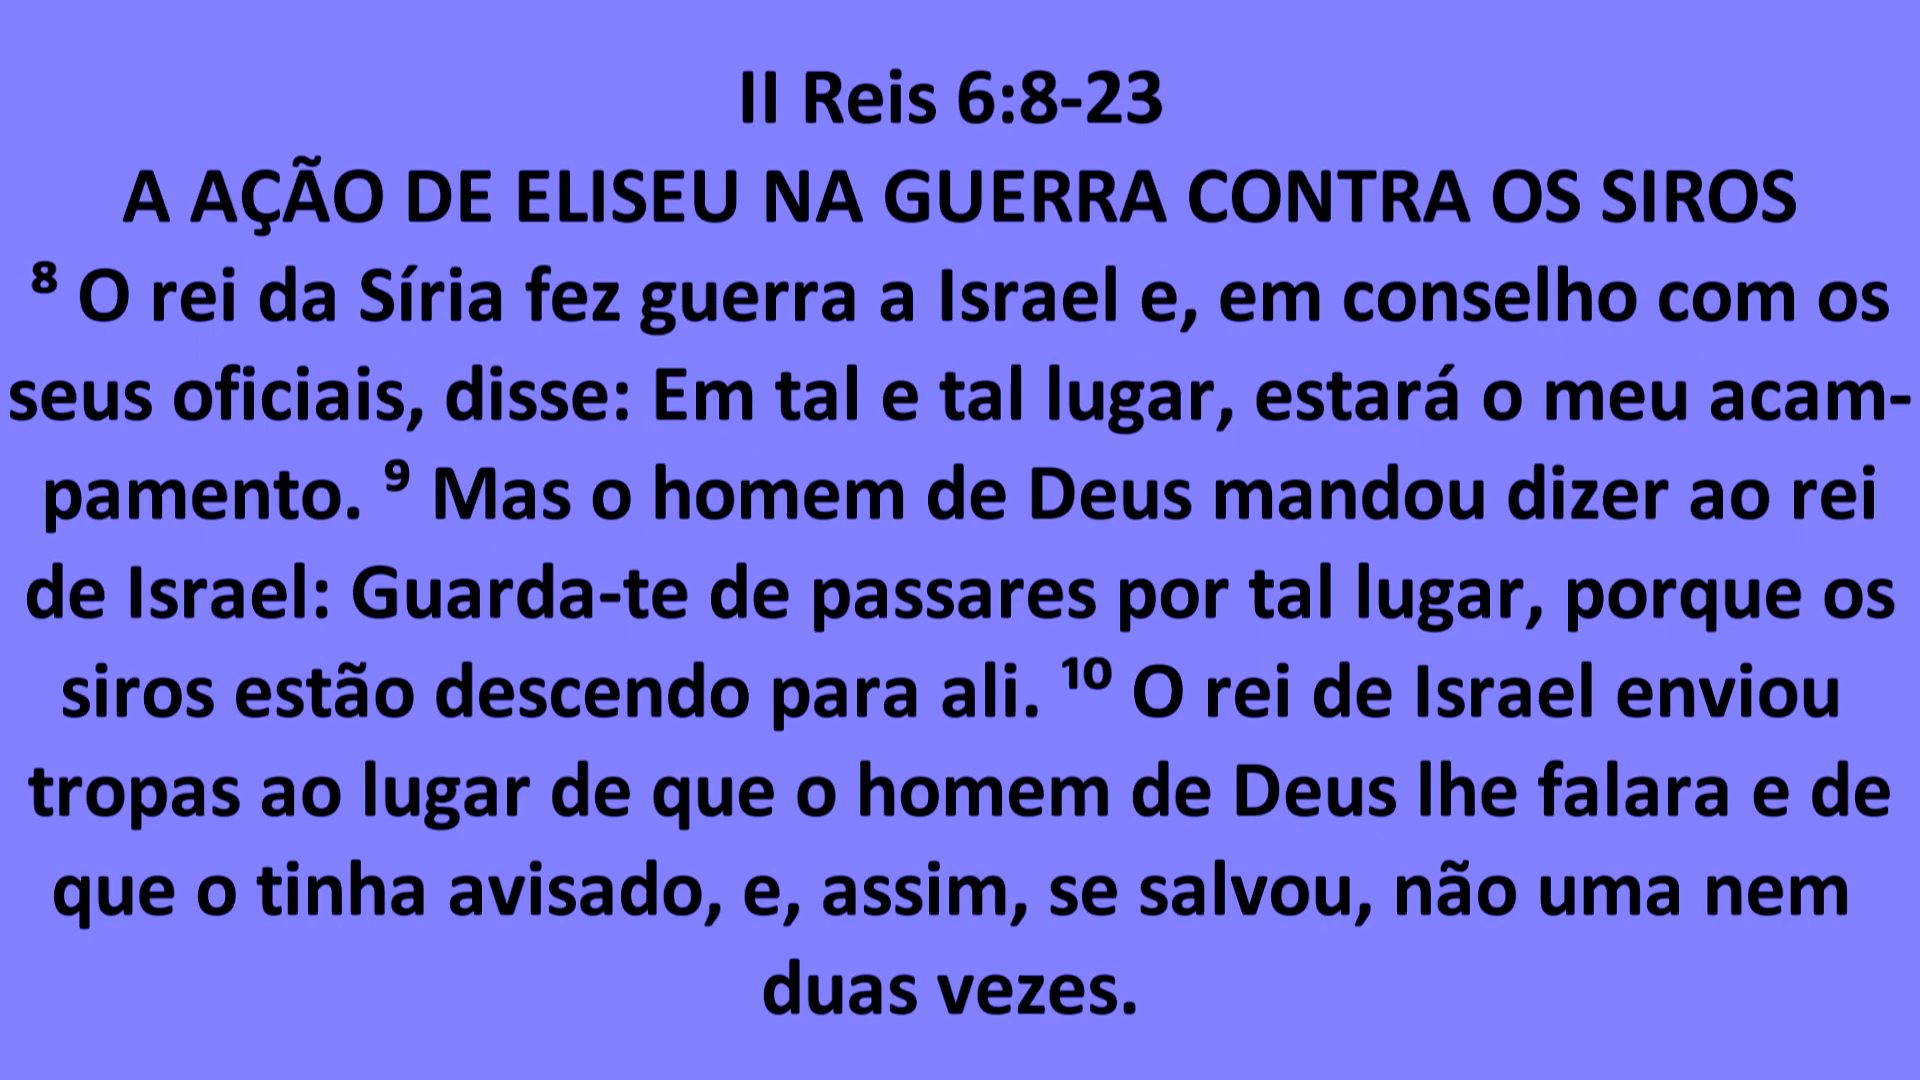 II Reis 6:8-23
A AÇÃO DE ELISEU NA GUERRA CONTRA OS SIROS
⁸ O rei da Síria fez guerra a Israel e, em conselho com os
seus oficiais, disse: Em tal e tal lugar, estará o meu acam-
pamento. ⁹ Mas o homem de Deus mandou dizer ao rei
de Israel: Guarda-te de passares por tal lugar, porque os
siros estão descendo para ali. ¹⁰ O rei de Israel enviou
tropas ao lugar de que o homem de Deus lhe falara e de
que o tinha avisado, e, assim, se salvou, não uma nem
duas vezes.